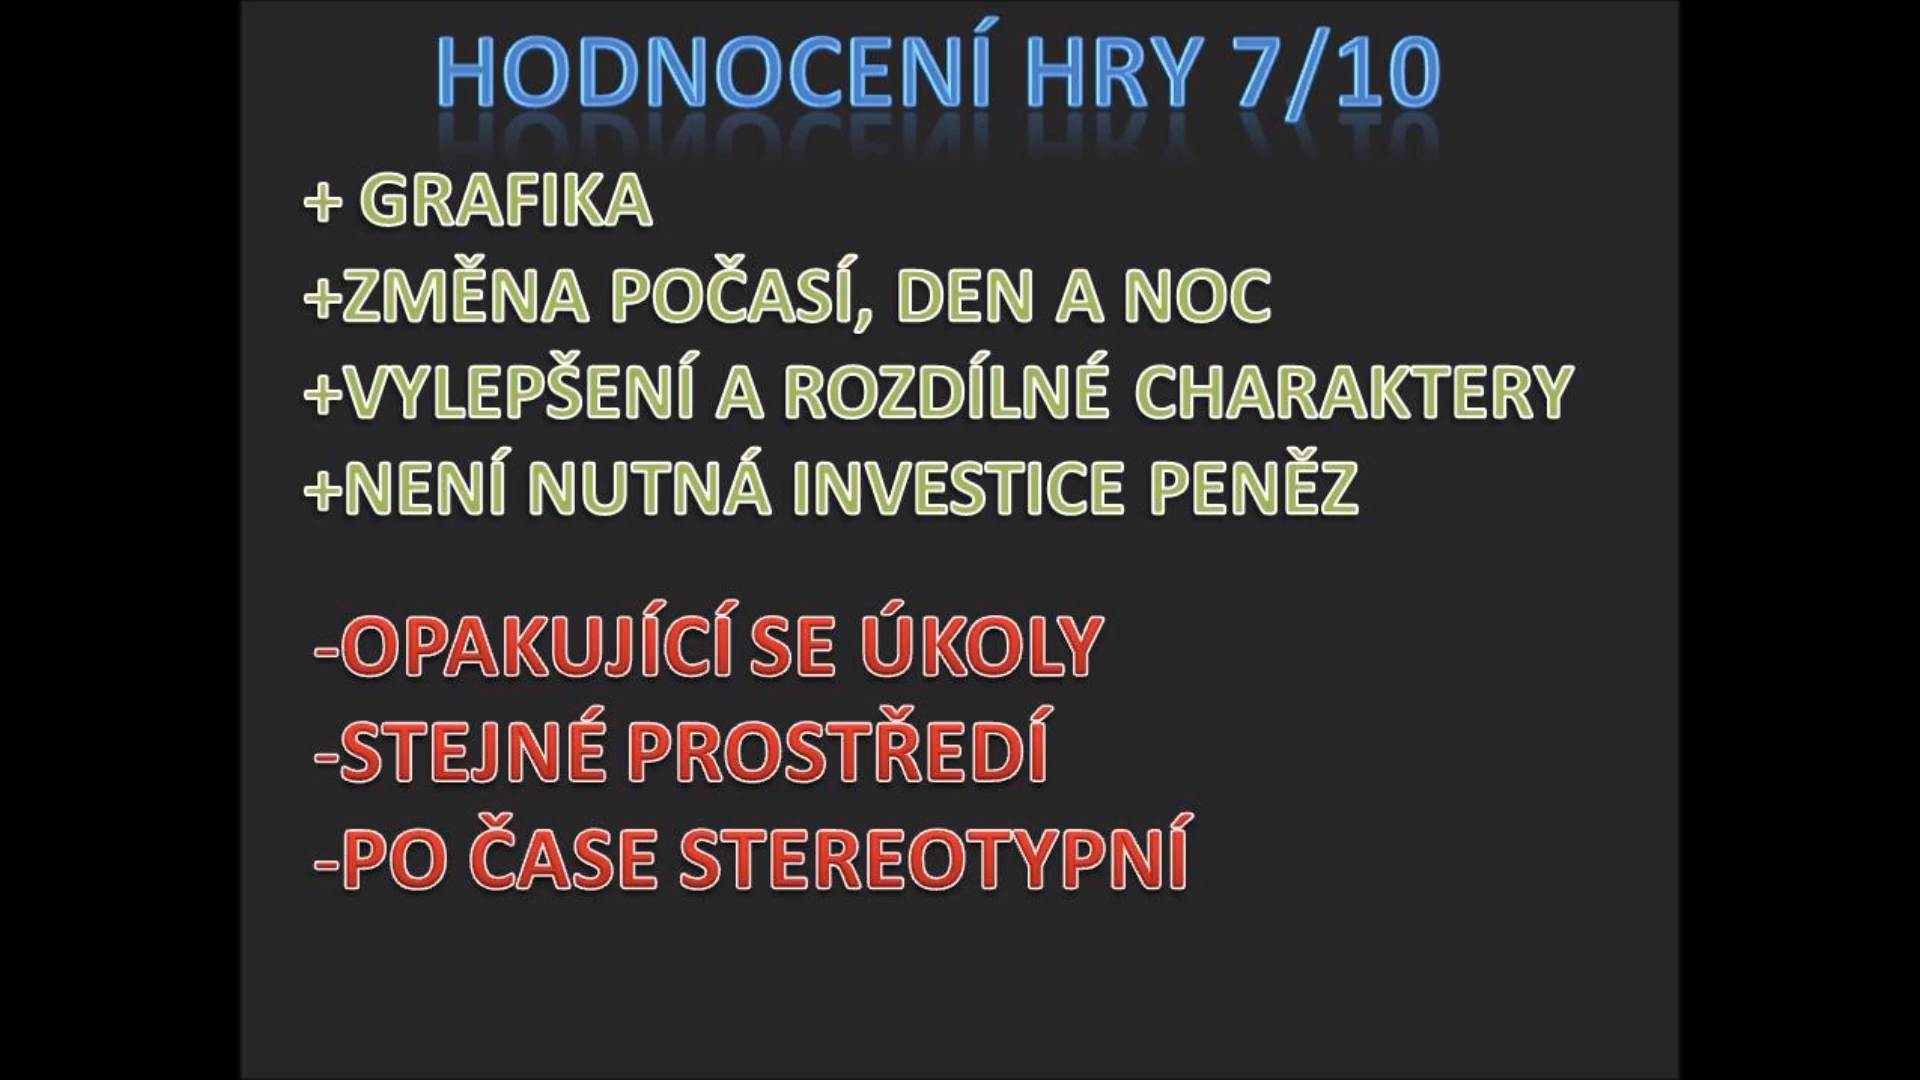 HODNOCENÍ HRY 7/10
+ GRAFIKA
+ZMĚNA POČASÍ, DEN A NOC
+VYLEPŠENÍ A ROZDÍLNÉ CHARAKTERY
+NENÍ NUTNÁ INVESTICE PENĚZ
-OPAKUJÍCÍ SE ÚKOLY
-STEJNÉ PROSTŘEDÍ
-PO ČASE STEREOTYPNÍ